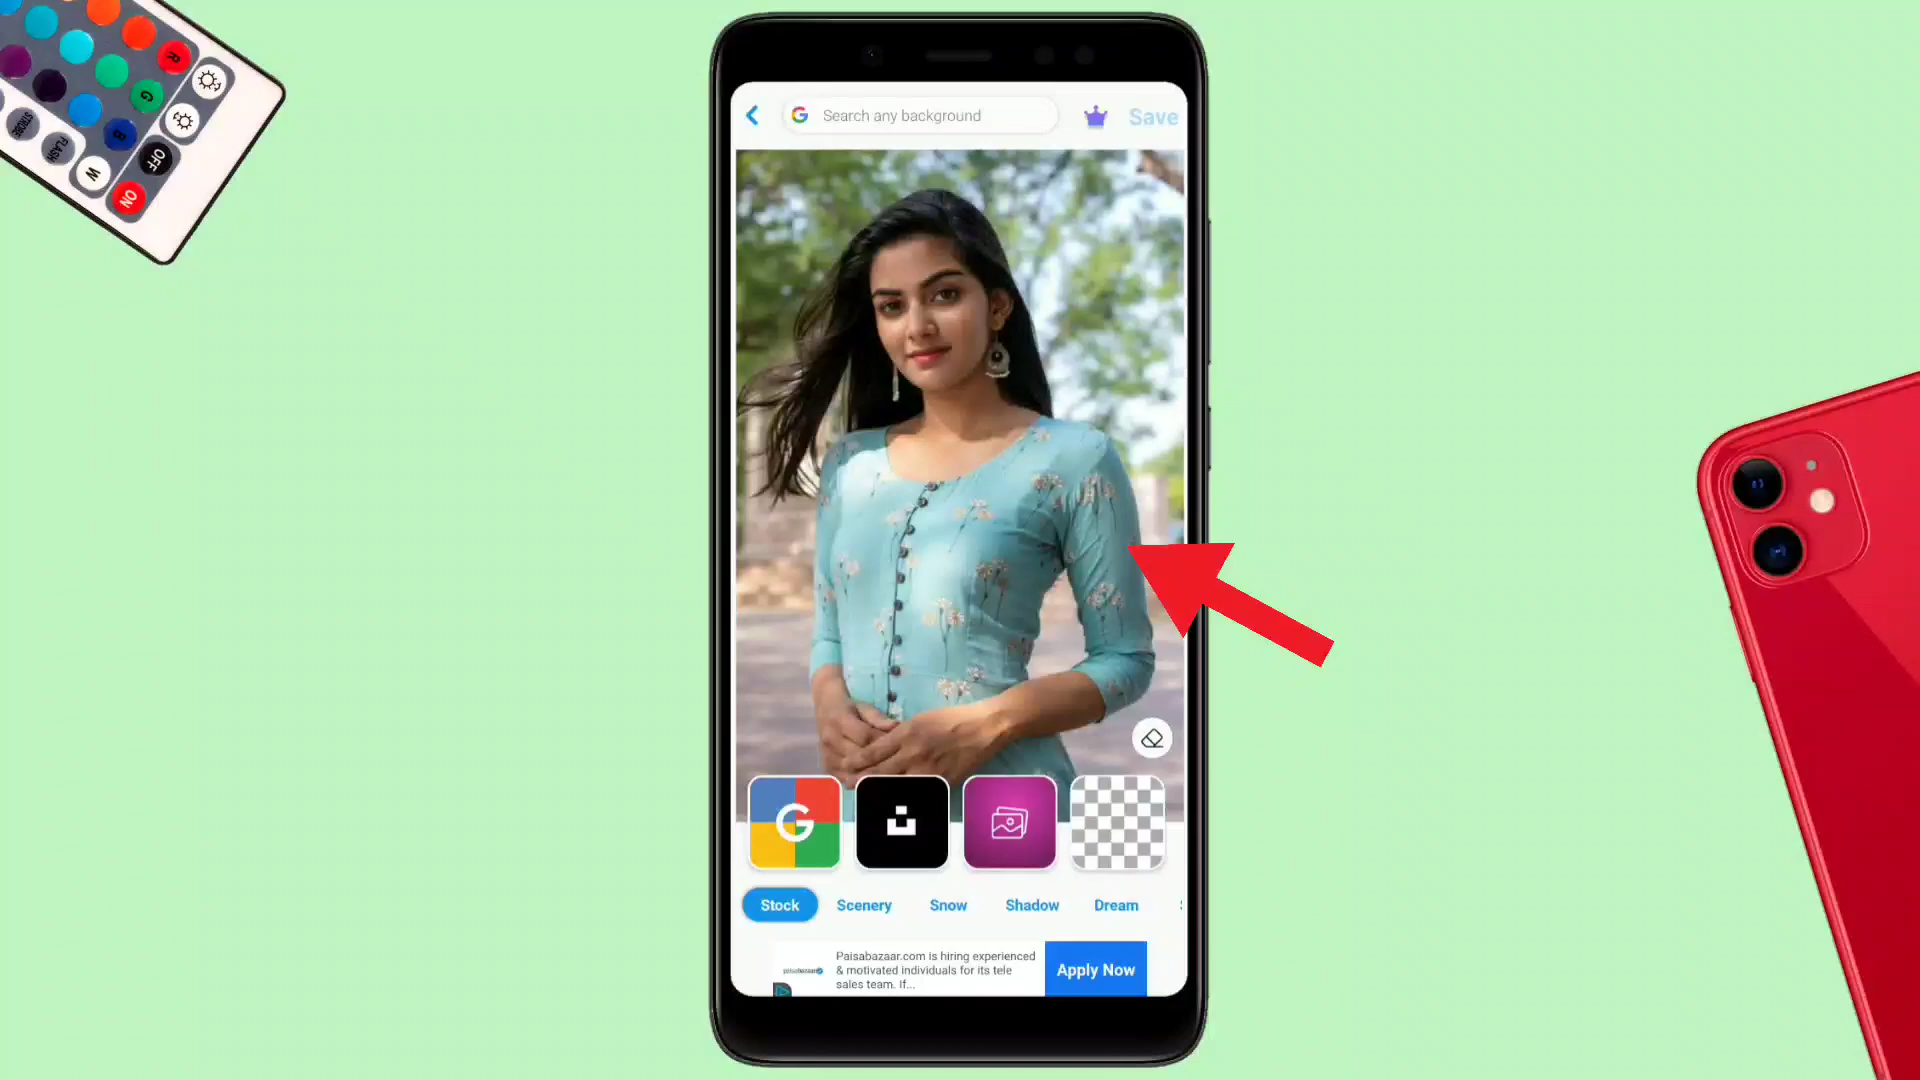 R
G
B
W
STROBE
FLASH
OFF
ON
G Search any background
Save
G
Stock Scenery Snow Shadow Dream
paisabazaar
Paisabazaar.com is hiring experienced
& motivated individuals for its tele
sales team. If...
Apply Now